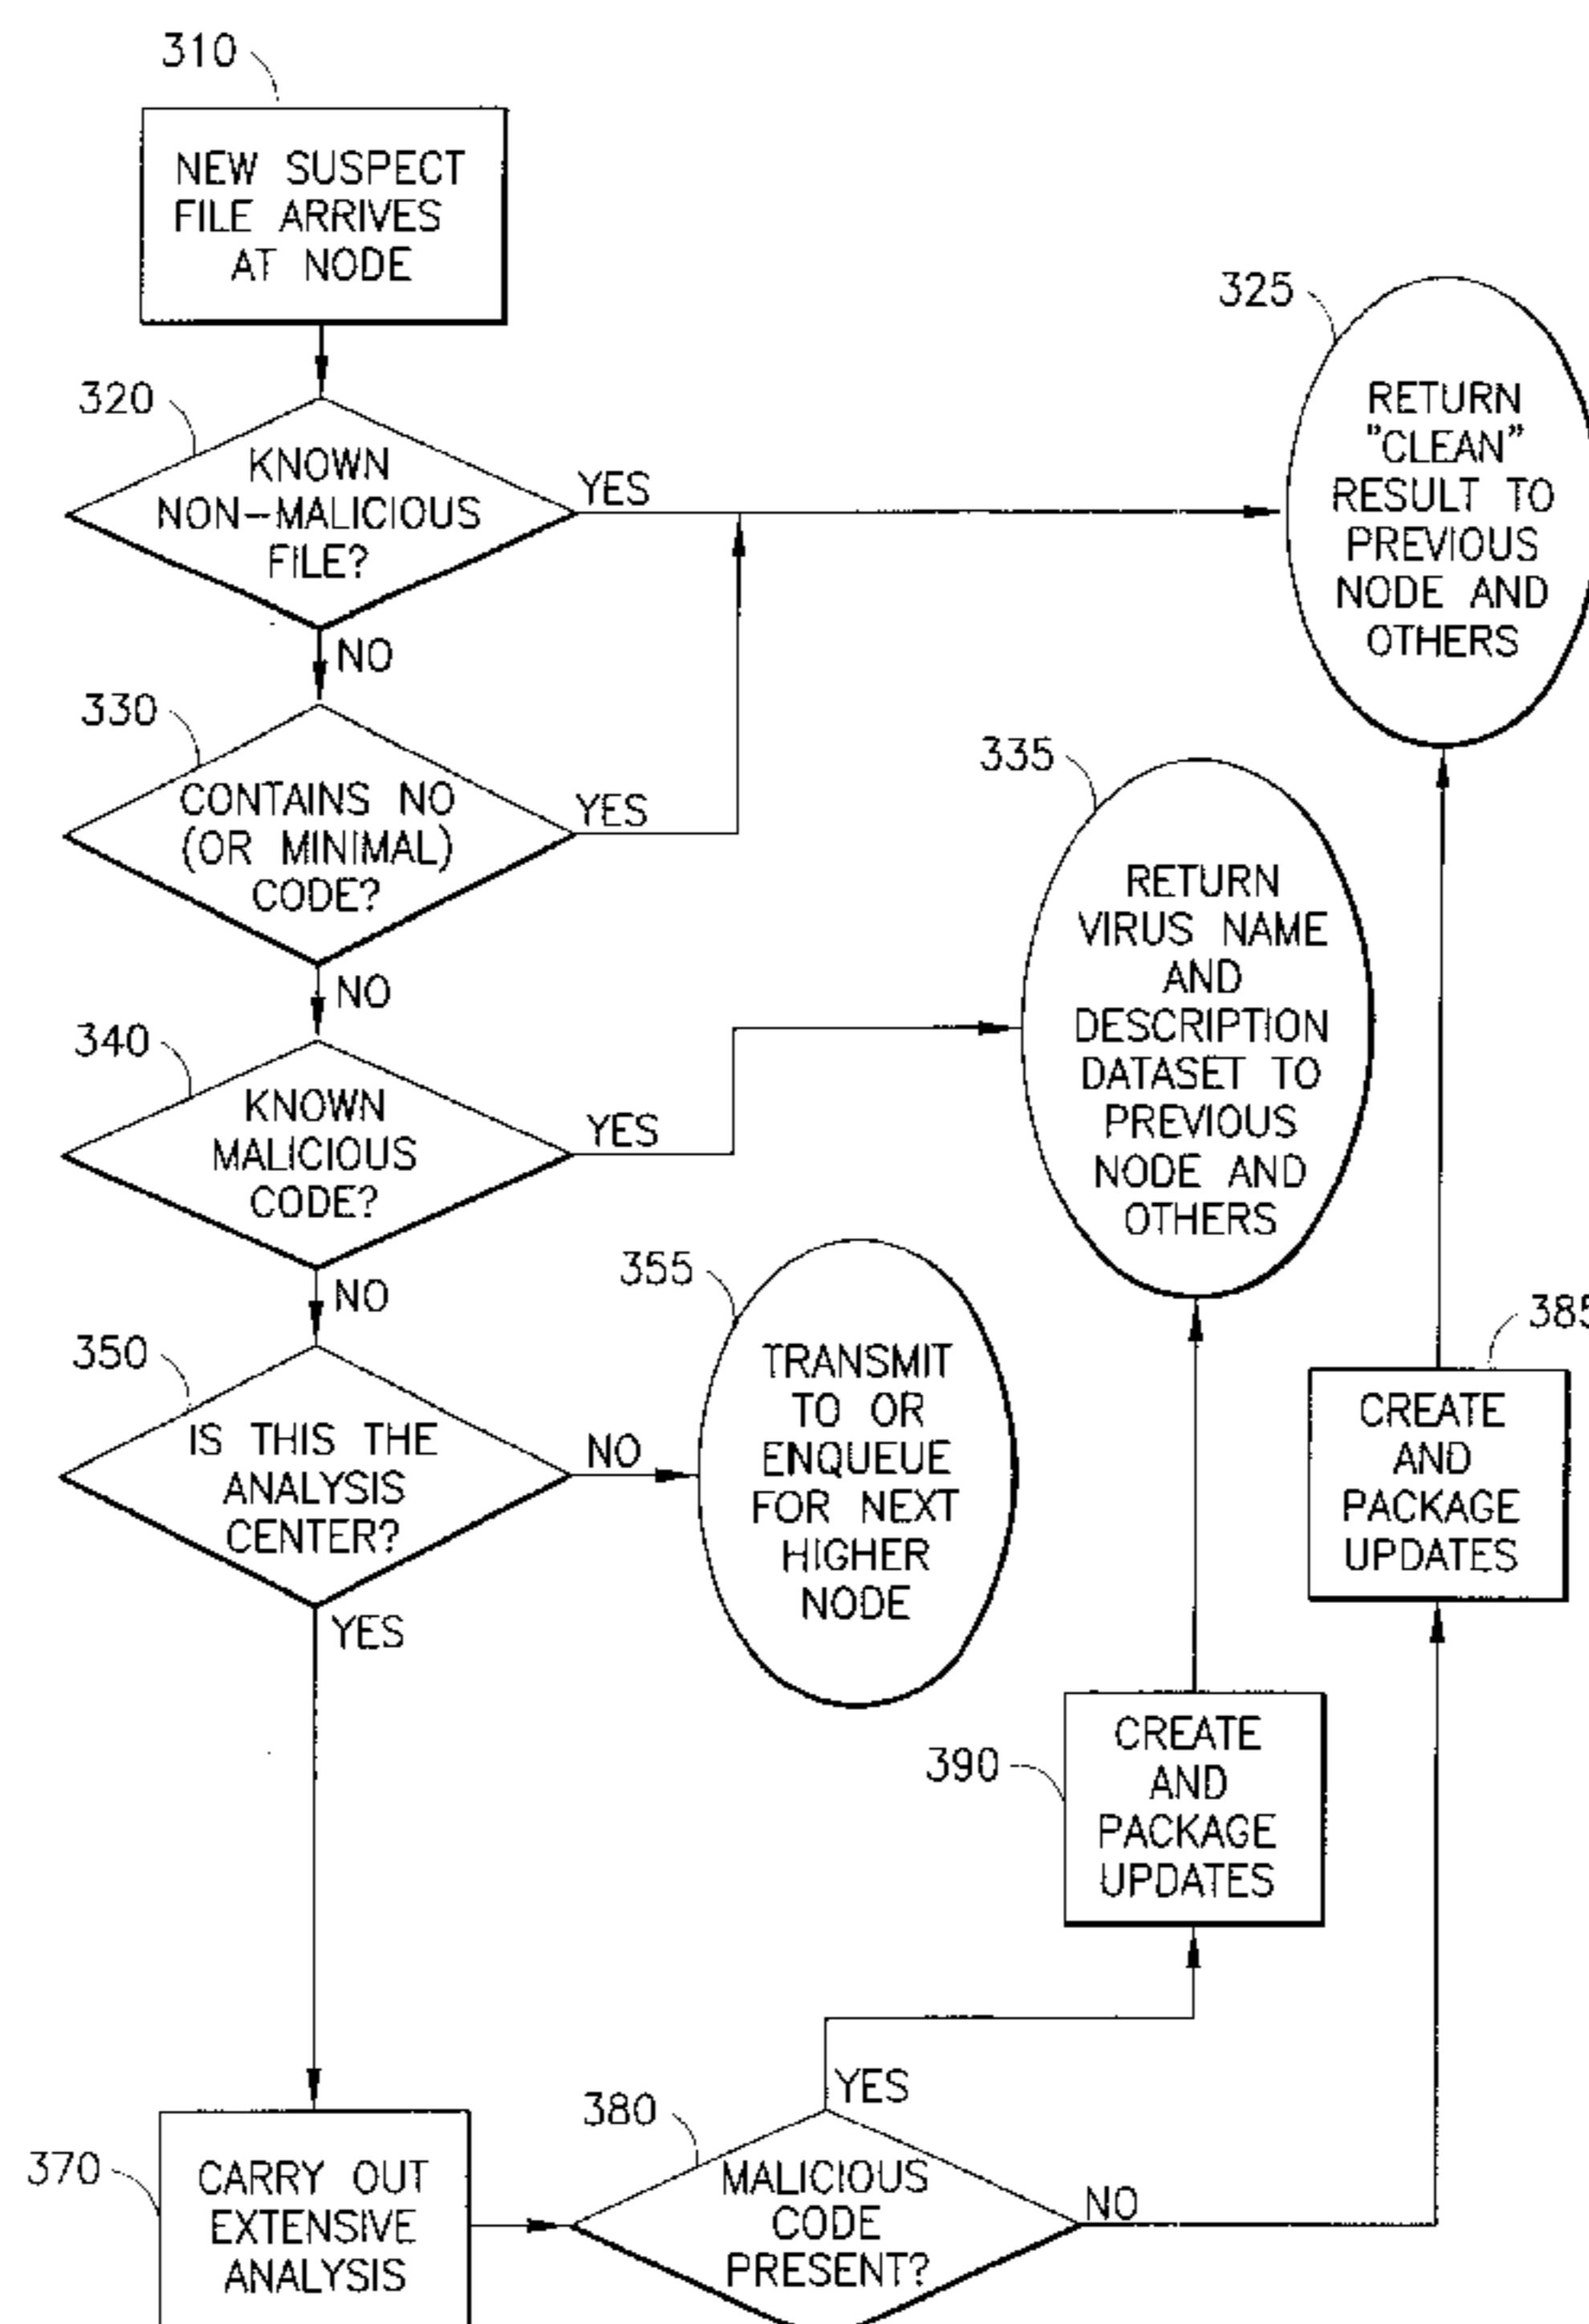 310
NEW SUSPECT
FILE ARRIVES
AT NODE
320
KNOWN
NON-MALICIOUS
FILE?
YES
NO
325
RETURN
"CLEAN"
RESULT TO
PREVIOUS
NODE AND
OTHERS
330
CONTAINS NO
(OR MINIMAL)
CODE?
YES
NO
335
RETURN
VIRUS NAME
AND
DESCRIPTION
DATASET TO
PREVIOUS
NODE AND
OTHERS
340
KNOWN
MALICIOUS
CODE?
YES
NO
350
IS THIS THE
ANALYSIS
CENTER?
NO
YES
355
TRANSMIT
TO OR
ENQUEUE
FOR NEXT
HIGHER
NODE
385
CREATE
AND
PACKAGE
UPDATES
390
CREATE
AND
PACKAGE
UPDATES
370
CARRY OUT
EXTENSIVE
ANALYSIS
380
MALICIOUS
CODE
PRESENT?
YES
NO